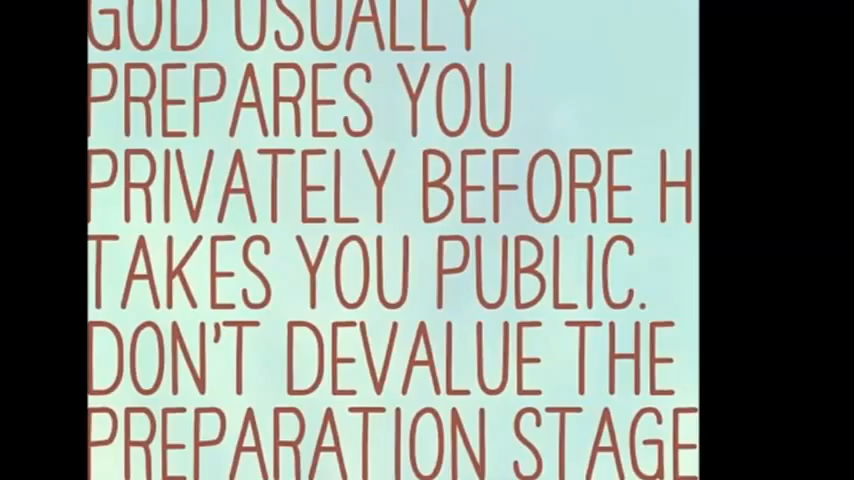 GOD USUALLY
PREPARES YOU
PRIVATELY BEFORE H
TAKES YOU PUBLIC.
DON'T DEVALUE THE
PREPARATION STAGE